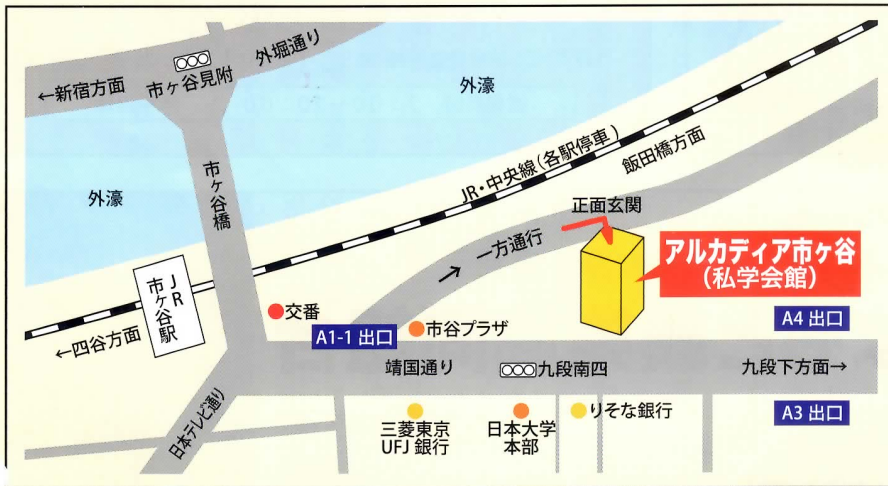 外堀通り
市ヶ谷見附
←新宿方面
外濠
外濠
市ヶ谷橋
JR・中央線（各駅停車）
飯田橋方面
正面玄関
一方通行
→
アルカディア市ヶ谷
（私学会館）
JR
市ヶ谷駅
交番
A1-1 出口
市谷プラザ
A4 出口
←四谷方面
靖国通り
九段南四
九段下方面→
日本テレビ通り
三菱東京
UFJ 銀行
日本大学
本部
りそな銀行
A3 出口